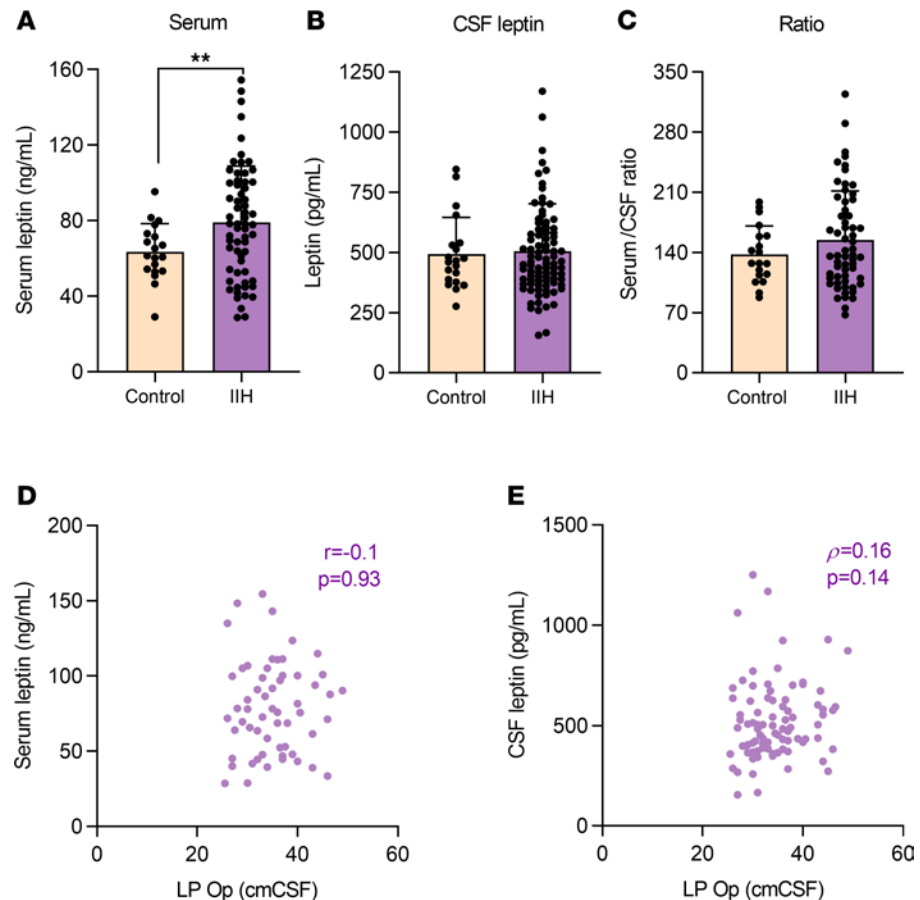 A Serum
**
Serum leptin (ng/mL)
160
120
80
40
0
Control IIH
B CSF leptin
Leptin (pg/mL)
1250
1000
750
500
250
0
Control IIH
C Ratio
Serum/CSF ratio
350
280
210
140
70
0
Control IIH
D
Serum leptin (ng/mL)
200
150
100
50
0
r=-0.1
p=0.93
0 20 40 60
LP Op (cmCSF)
E
CSF leptin (pg/mL)
1500
1000
500
0
ρ=0.16
p=0.14
0 20 40 60
LP Op (cmCSF)